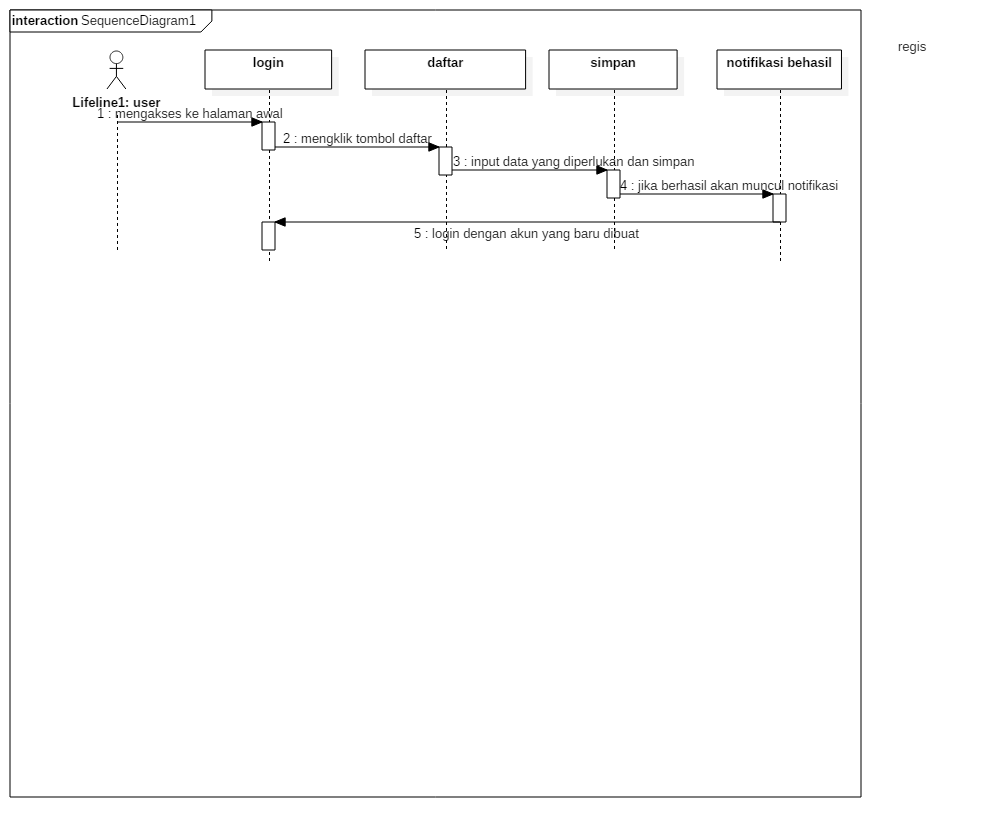 interaction SequenceDiagram1
regis
login
daftar
simpan
notifikasi behasil
Lifeline1: user
1 : mengakses ke halaman awal
2 : mengklik tombol daftar
3 : input data yang diperlukan dan simpan
4 : jika berhasil akan muncul notifikasi
5 : login dengan akun yang baru dibuat